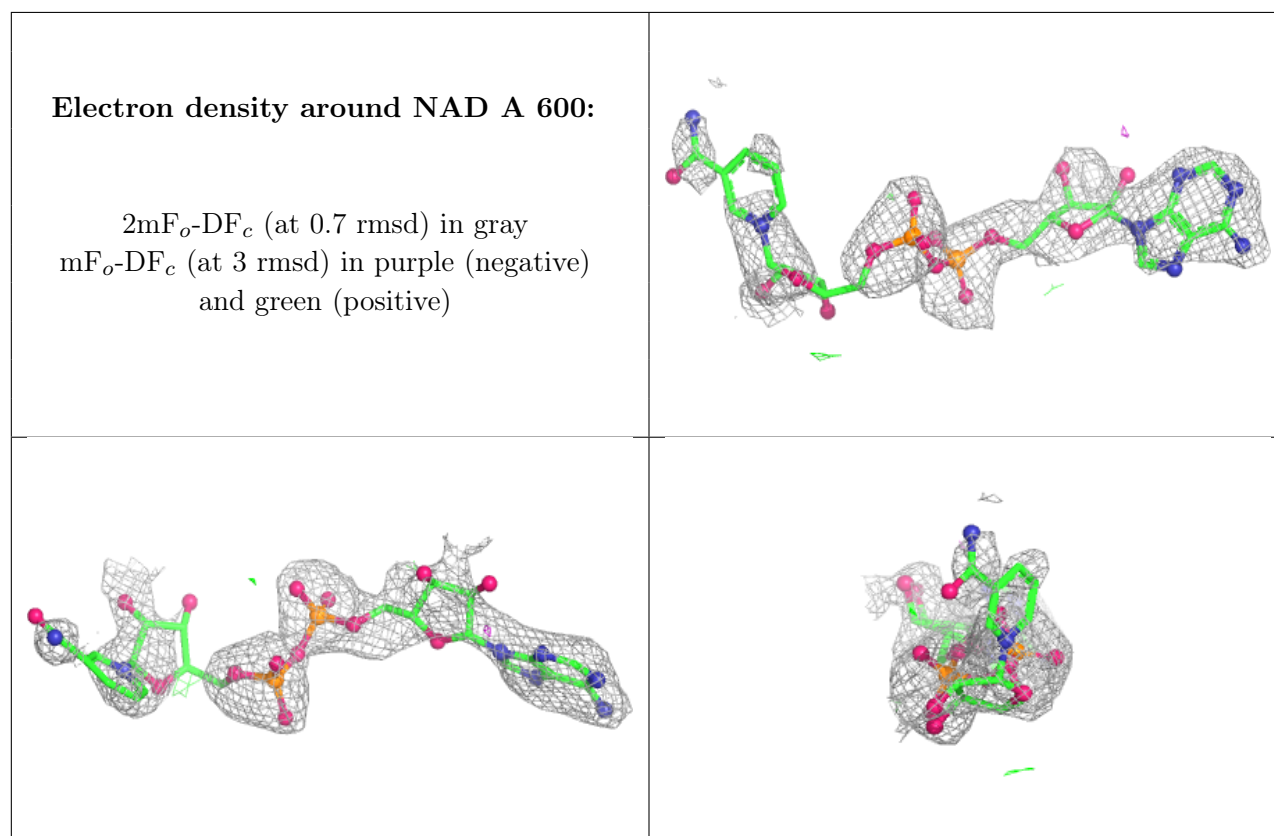 Electron density around NAD A 600:
2mFₒ-DF𝑐 (at 0.7 rmsd) in gray
mFₒ-DF𝑐 (at 3 rmsd) in purple (negative)
and green (positive)